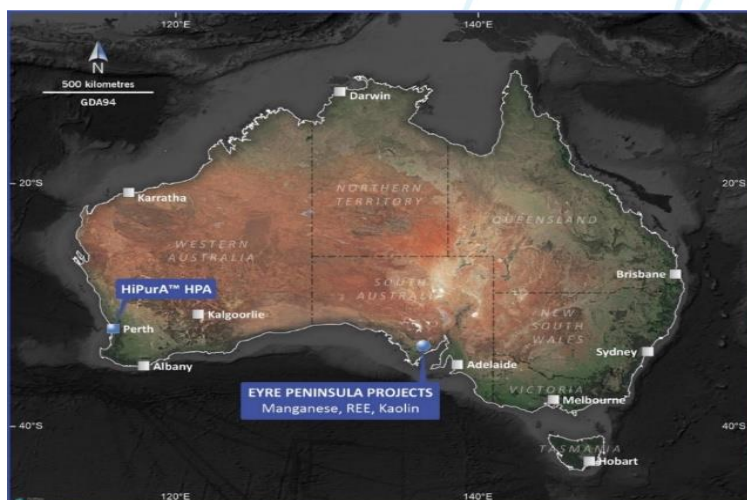 120°E
140°E
N
500 kilometres
GDA94
Darwin
20°S
20°S
Karratha
NORTHERN
TERRITORY
QUEENSLAND
WESTERN
AUSTRALIA
SOUTH
AUSTRALIA
Brisbane
HiPurA™ HPA
Perth
Kalgoorlie
NEW
SOUTH
WALES
Sydney
Albany
Adelaide
EYRE PENINSULA PROJECTS
Manganese, REE, Kaolin
VICTORIA
Melbourne
40°S
40°S
TASMANIA
Hobart
120°E
140°E